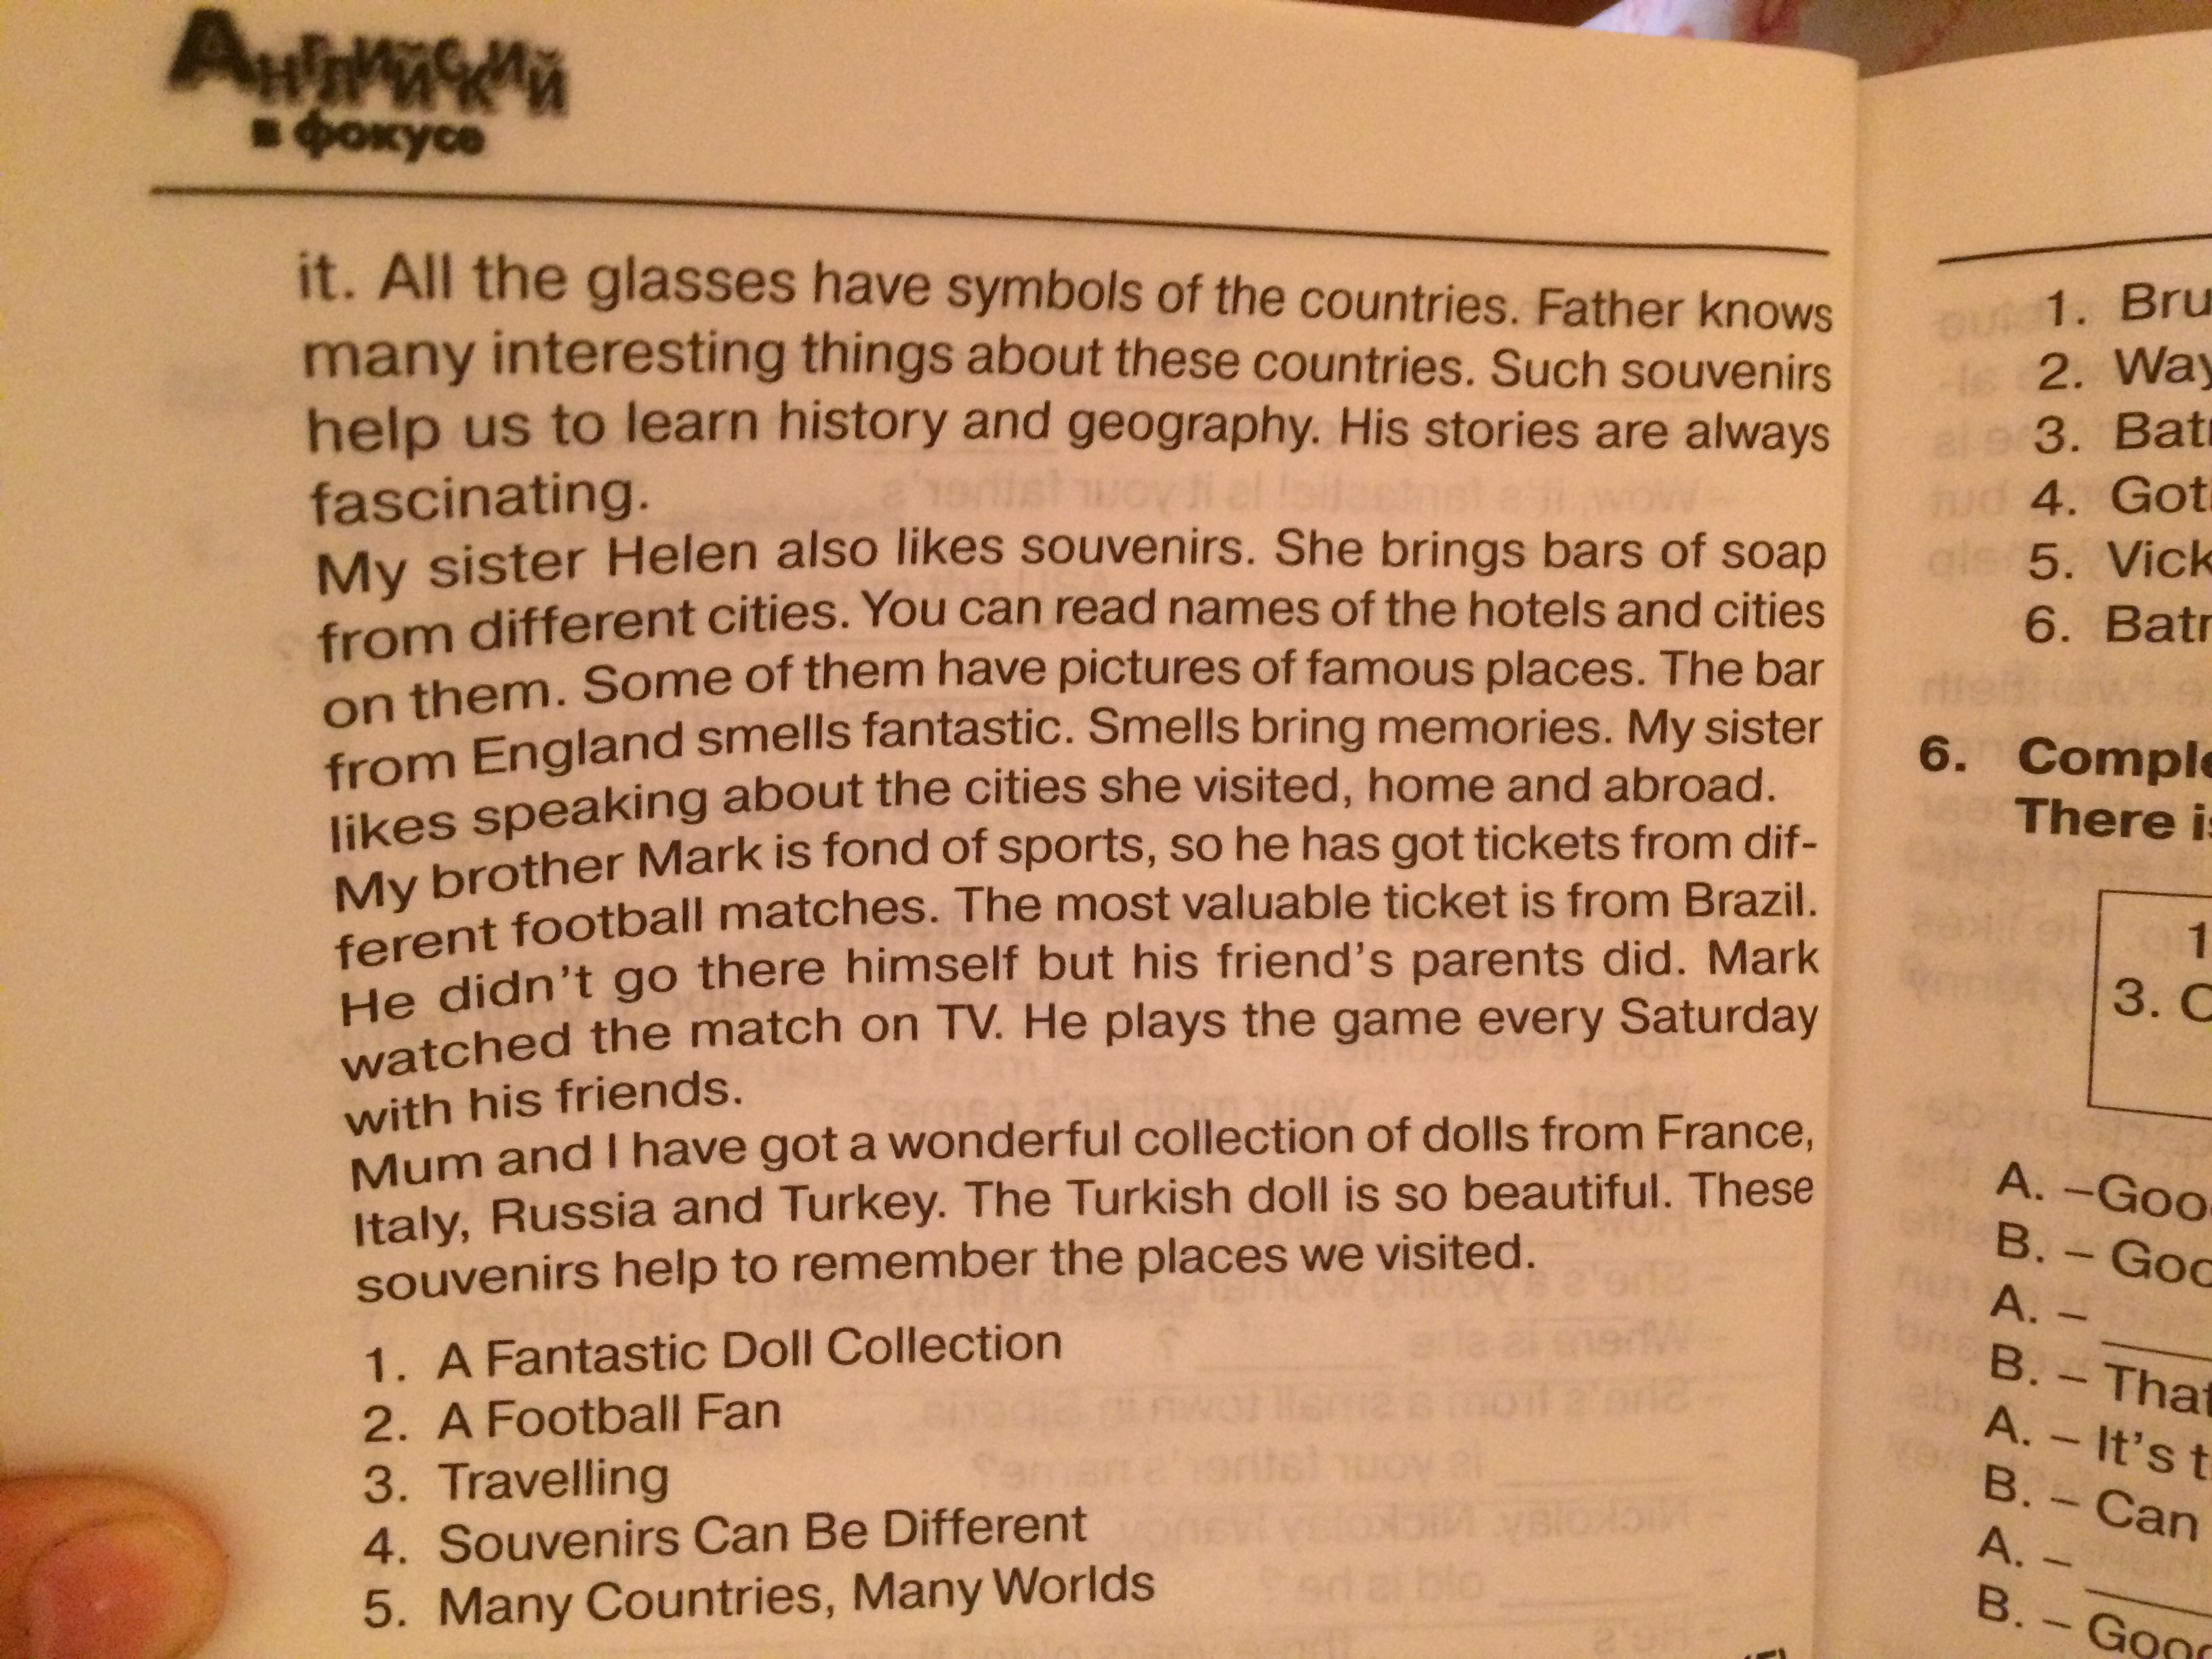 Английский
в фокусе
it. All the glasses have symbols of the countries. Father knows
many interesting things about these countries. Such souvenirs
help us to learn history and geography. His stories are always
fascinating.
My sister Helen also likes souvenirs. She brings bars of soap
from different cities. You can read names of the hotels and cities
on them. Some of them have pictures of famous places. The bar
from England smells fantastic. Smells bring memories. My sister
likes speaking about the cities she visited, home and abroad.
My brother Mark is fond of sports, so he has got tickets from dif-
ferent football matches. The most valuable ticket is from Brazil.
He didn't go there himself but his friend's parents did. Mark
watched the match on TV. He plays the game every Saturday
with his friends.
Mum and I have got a wonderful collection of dolls from France,
Italy, Russia and Turkey. The Turkish doll is so beautiful. These
souvenirs help to remember the places we visited.
1. A Fantastic Doll Collection
2. A Football Fan
3. Travelling
4. Souvenirs Can Be Different
5. Many Countries, Many Worlds
1.
2.
3.
4.
5.
6.
6.
There
1
3.
A. –
B. –
A. –
B. – That
A. – It's
B. – Can
A. –
B. –